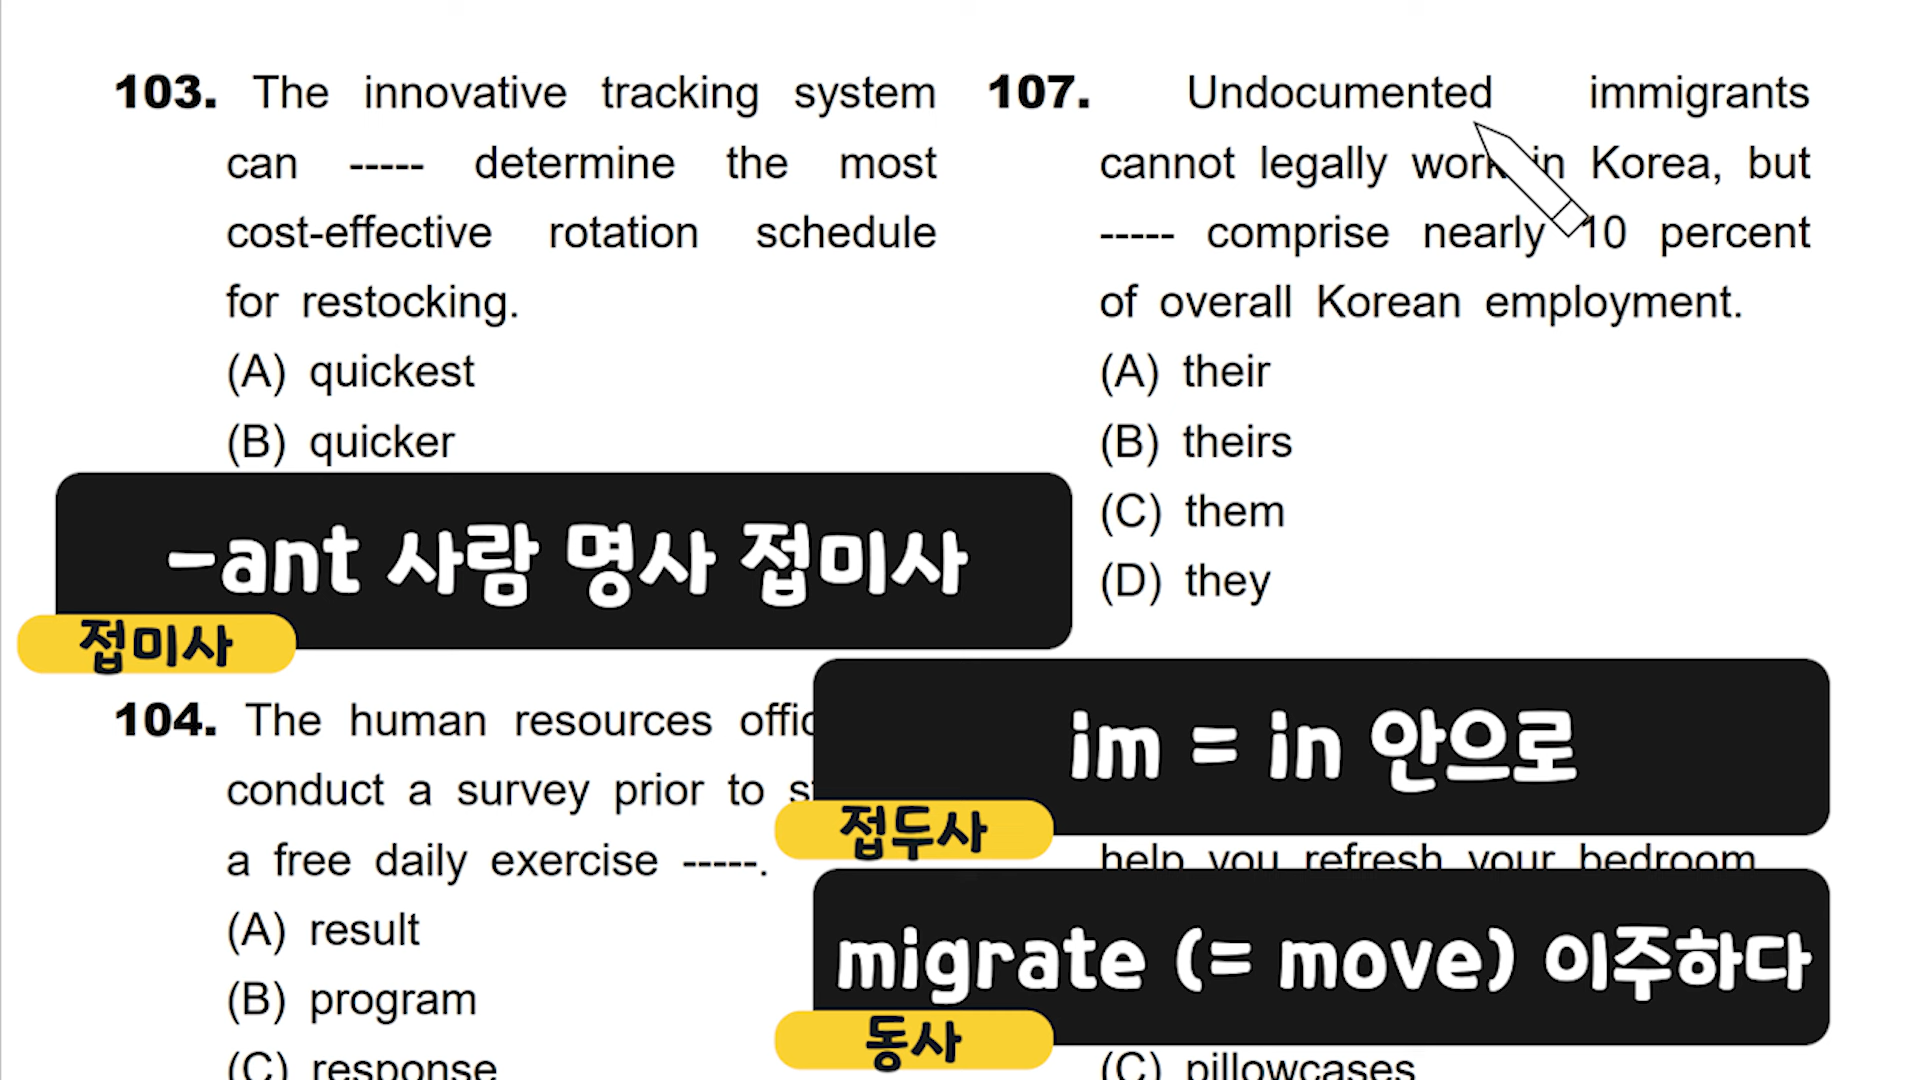 103. The innovative tracking system
can ----- determine the most
cost-effective rotation schedule
for restocking.
(A) quickest
(B) quicker
-ant 사람 명사 접미사
접미사
104. The human resources offic
conduct a survey prior to st
a free daily exercise -----.
(A) result
(B) program
(C) response
107. Undocumented immigrants
cannot legally work in Korea, but
----- comprise nearly 10 percent
of overall Korean employment.
(A) their
(B) theirs
(C) them
(D) they
im = in 안으로
접두사
help you refresh your bedroom
migrate (= move) 이주하다
동사
(C) pillowcases